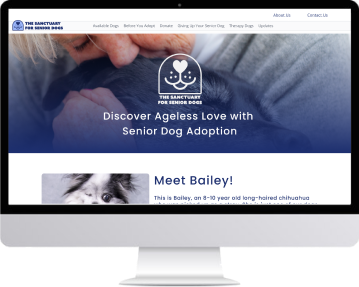 About Us Contact Us
THE SANCTUARY
FOR SENIOR DOGS
Available Dogs Before You Adopt Donate Giving Up Your Senior Dog Therapy Dogs Updates
THE SANCTUARY
FOR SENIOR DOGS
Discover Ageless Love with
Senior Dog Adoption
Meet Bailey!
This is Bailey, an 8-10 year old long-haired chihuahua